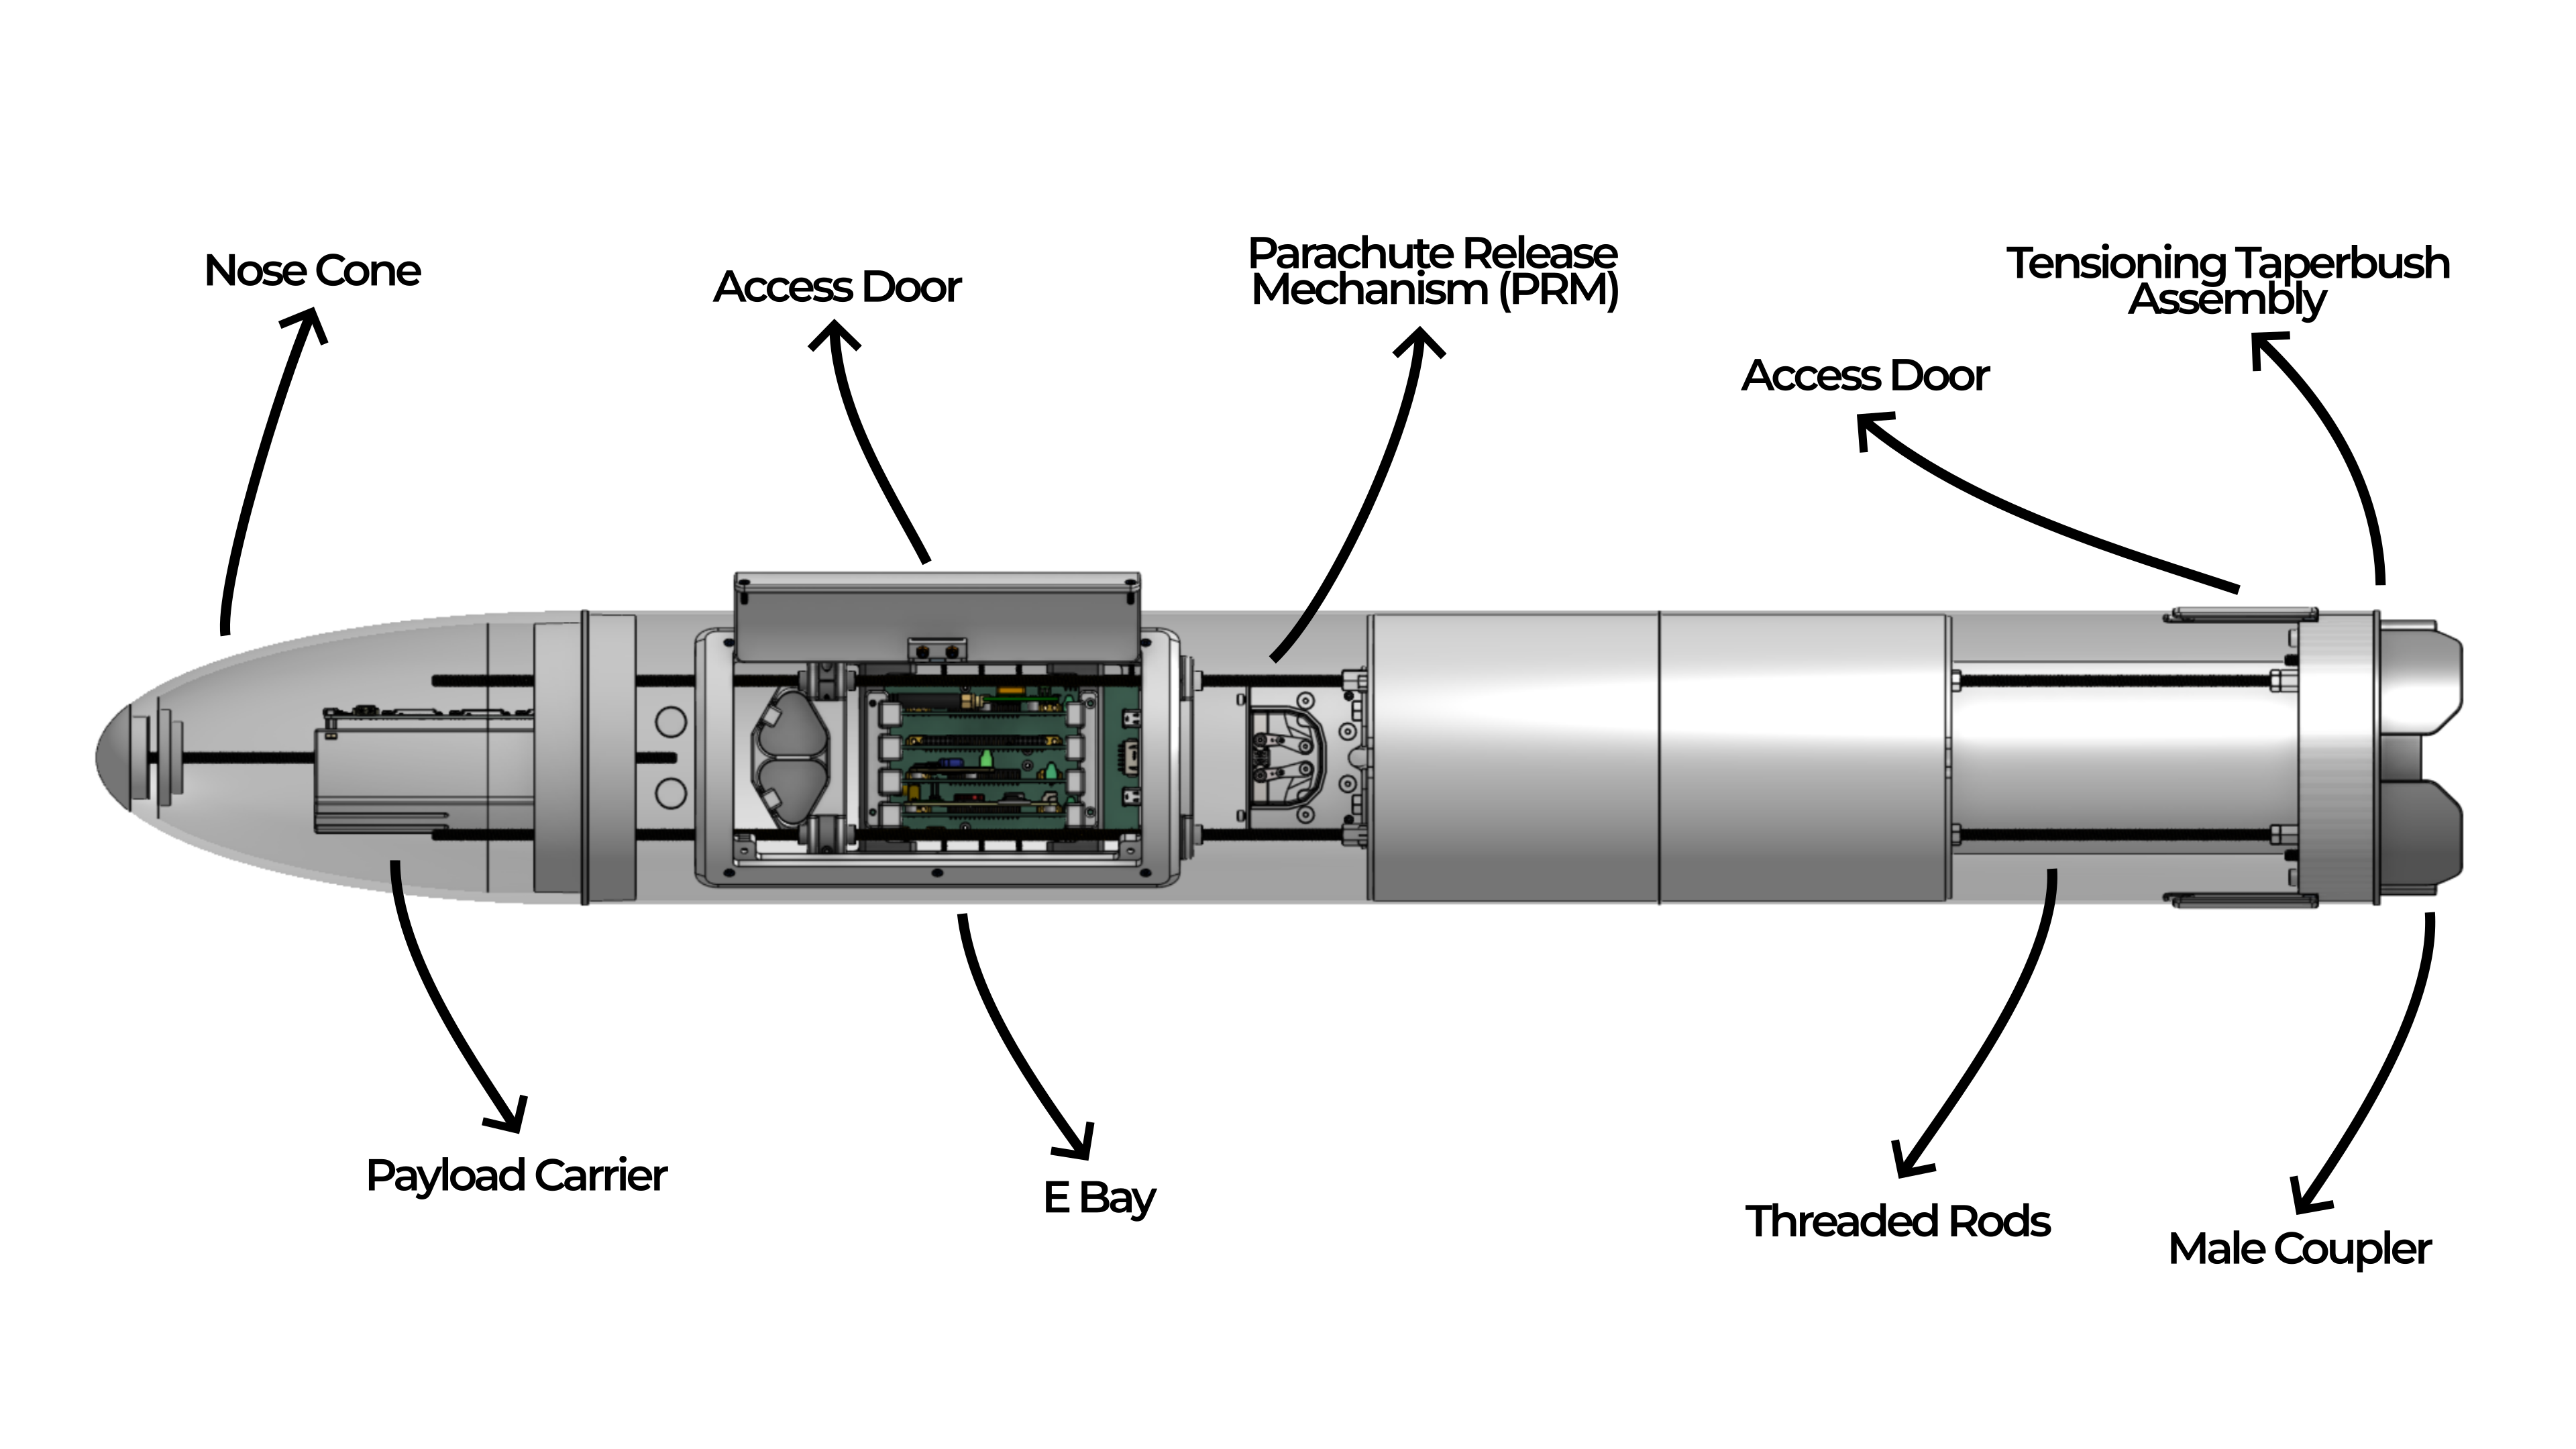 Nose Cone
Access Door
Parachute Release
Mechanism (PRM)
Tensioning Taperbush
Assembly
Access Door
Payload Carrier
E Bay
Threaded Rods
Male Coupler